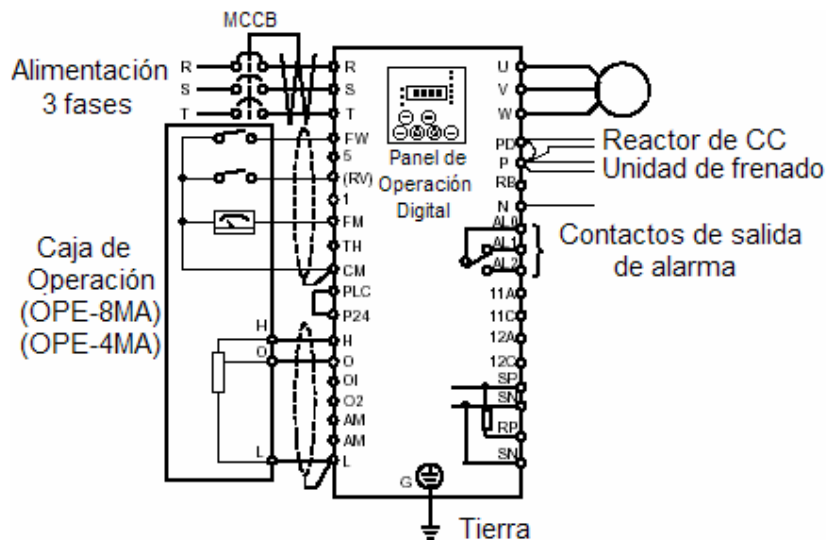 MCCB
Alimentación
3 fases
R
S
T
R
S
T
FW
5
(RV)
1
FM
TH
CM
PLC
P24
H
O
OI
O2
AM
AM
L
H
O
L
Caja de
Operación
(OPE-8MA)
(OPE-4MA)
Panel de
Operación
Digital
G
Tierra
U
V
W
PD
P
RB
N
AL0
AL1
AL2
11A
11C
12A
12C
SP
SN
RP
SN
Reactor de CC
Unidad de frenado
Contactos de salida
de alarma